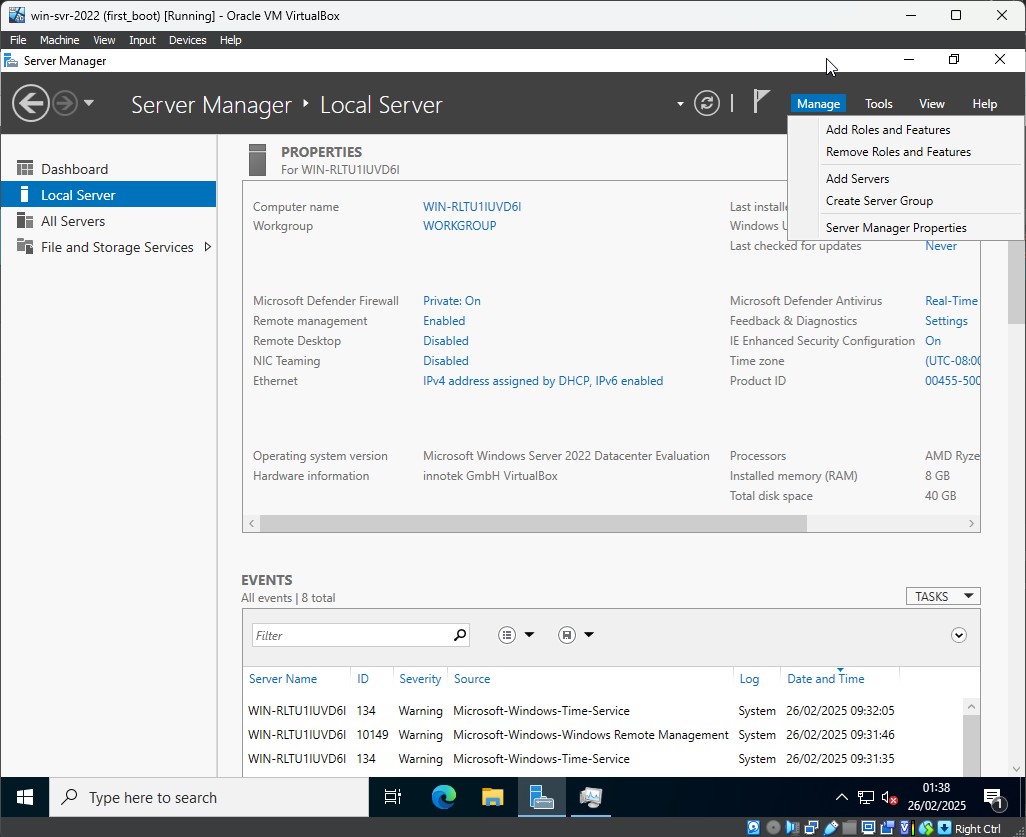 win-svr-2022 (first_boot) [Running] - Oracle VM VirtualBox
File Machine View Input Devices Help
Server Manager
Server Manager Local Server
Manage Tools View Help
Add Roles and Features
Remove Roles and Features
Add Servers
Create Server Group
Server Manager Properties
Dashboard
Local Server
All Servers
File and Storage Services
PROPERTIES
For WIN-RLTU1IUVD6I
Computer name WIN-RLTU1IUVD6I Last installe
Workgroup WORKGROUP Windows U
Last checked for updates Never
Microsoft Defender Firewall Private: On Microsoft Defender Antivirus Real-Time
Remote management Enabled Feedback & Diagnostics Settings
Remote Desktop Disabled IE Enhanced Security Configuration On
NIC Teaming Disabled Time zone (UTC-08:00
Ethernet IPv4 address assigned by DHCP, IPv6 enabled Product ID 00455-500
Operating system version Microsoft Windows Server 2022 Datacenter Evaluation Processors AMD Ryze
Hardware information innotek GmbH VirtualBox Installed memory (RAM) 8 GB
Total disk space 40 GB
EVENTS
All events | 8 total
TASKS
Filter
Server Name ID Severity Source Log Date and Time
WIN-RLTU1IUVD6I 134 Warning Microsoft-Windows-Time-Service System 26/02/2025 09:32:05
WIN-RLTU1IUVD6I 10149 Warning Microsoft-Windows-Windows Remote Management System 26/02/2025 09:31:46
WIN-RLTU1IUVD6I 134 Warning Microsoft-Windows-Time-Service System 26/02/2025 09:31:35
Type here to search
01:38
26/02/2025
1
Right Ctrl